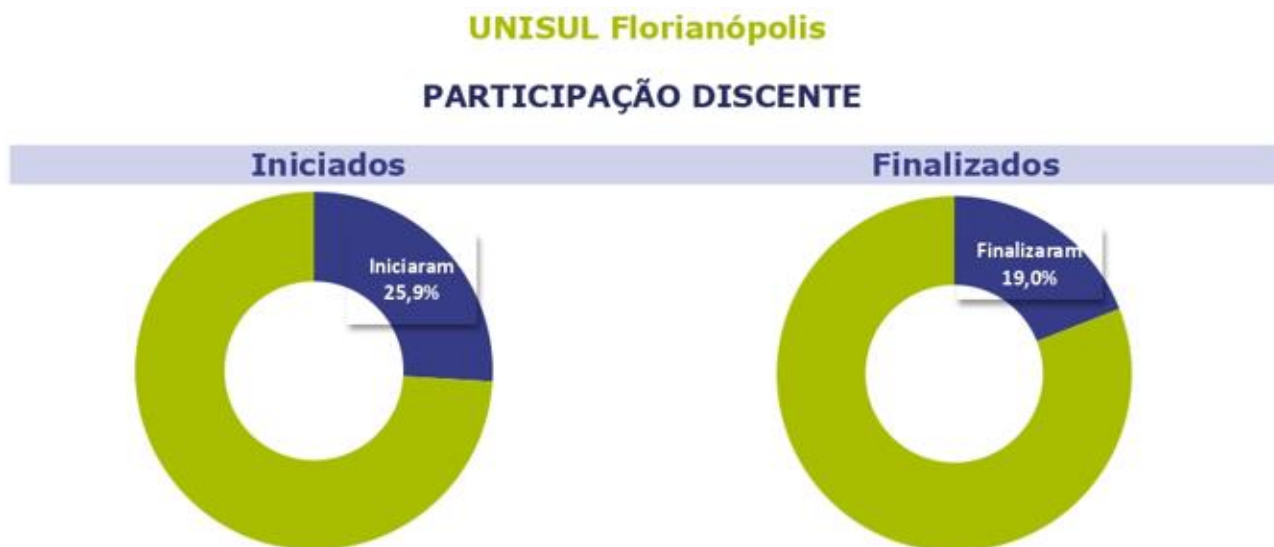 UNISUL Florianópolis
PARTICIPAÇÃO DISCENTE
Iniciados
Finalizados
Iniciaram
25,9%
Finalizaram
19,0%